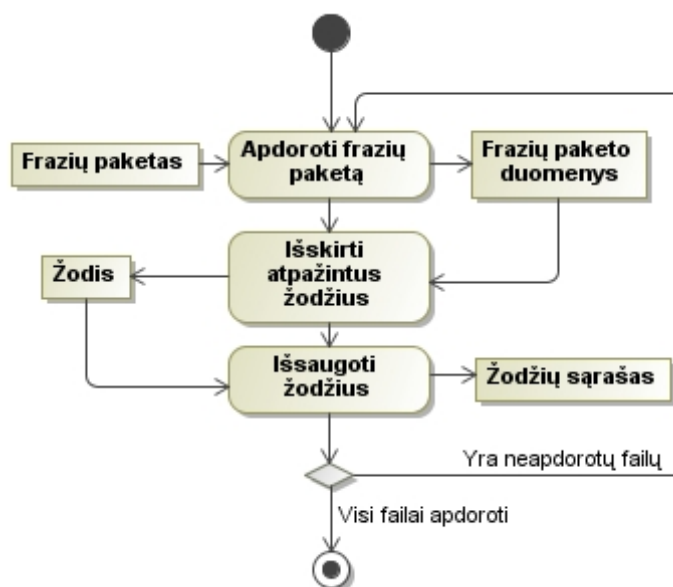 Frazių paketas
Apdoroti frazių
paketą
Frazių paketo
duomenys
Išskirti
atpažintus
žodžius
Žodis
Išsaugoti
žodžius
Žodžių sąrašas
Yra neapdorotų failų
Visi failai apdoroti